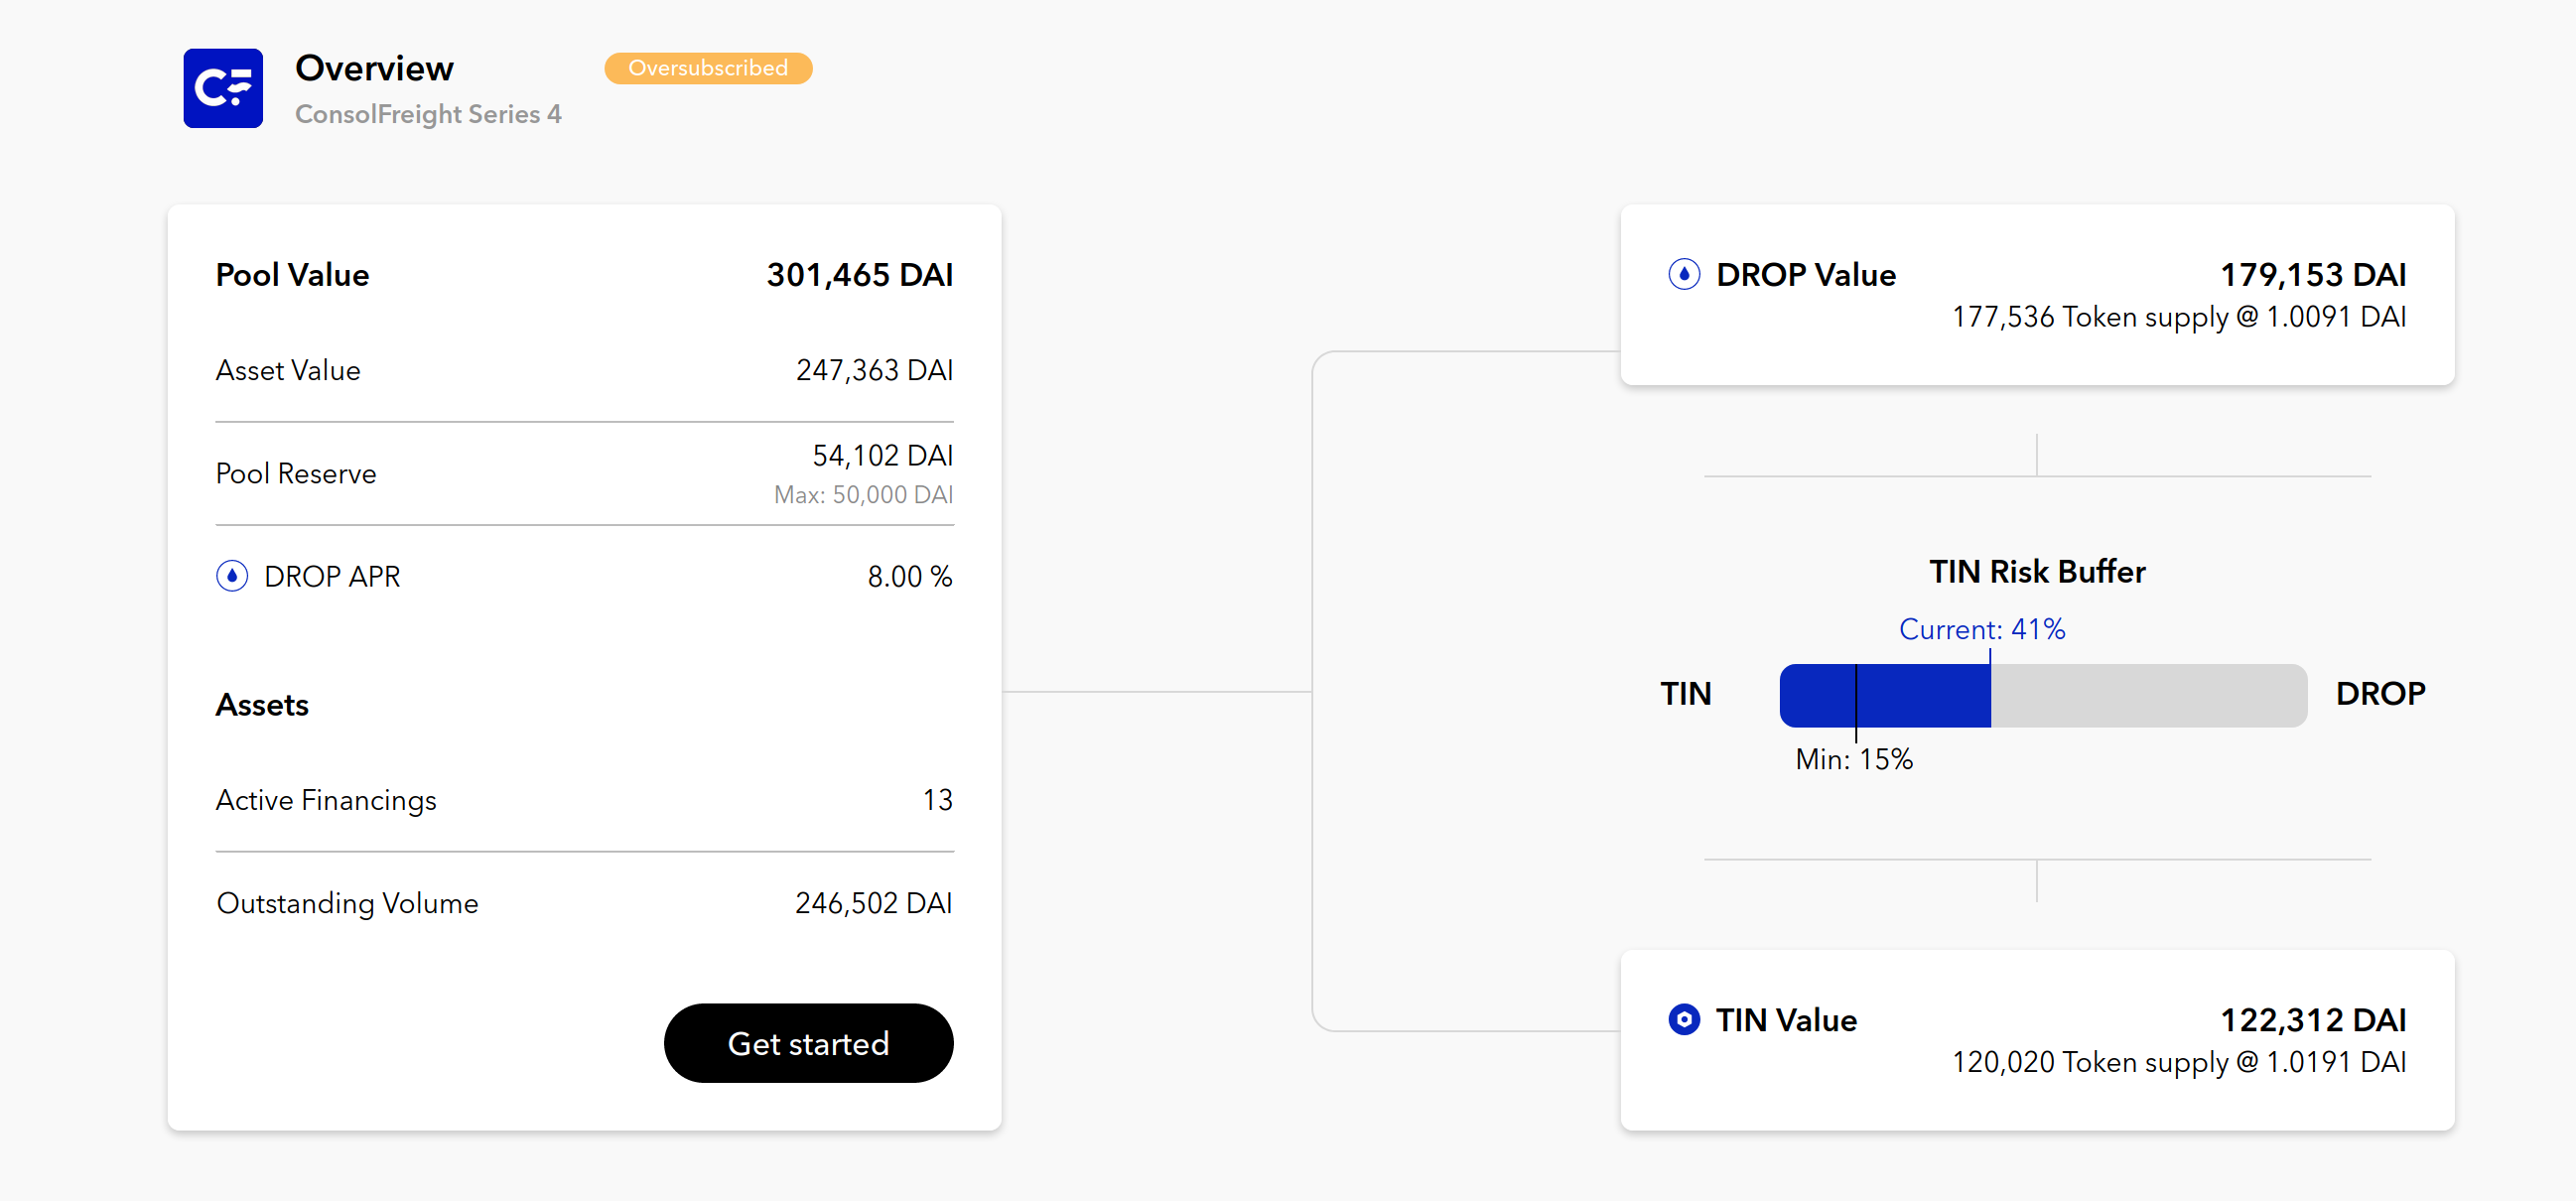 CF
Overview
Oversubscribed
ConsolFreight Series 4
Pool Value 301,465 DAI
Asset Value 247,363 DAI
Pool Reserve 54,102 DAI
Max: 50,000 DAI
DROP APR 8.00 %
Assets
Active Financings 13
Outstanding Volume 246,502 DAI
Get started
DROP Value 179,153 DAI
177,536 Token supply @ 1.0091 DAI
TIN Risk Buffer
Current: 41%
TIN DROP
Min: 15%
TIN Value 122,312 DAI
120,020 Token supply @ 1.0191 DAI